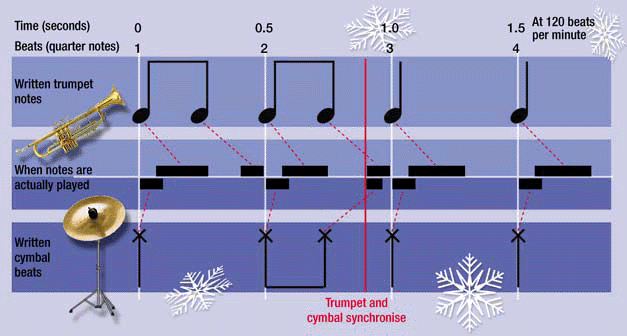 Time (seconds) 0 0.5 1.0 1.5 At 120 beats
per minute
Beats (quarter notes) 1 2 3 4
Written trumpet
notes
When notes are
actually played
Written
cymbal
beats
Trumpet and
cymbal synchronise